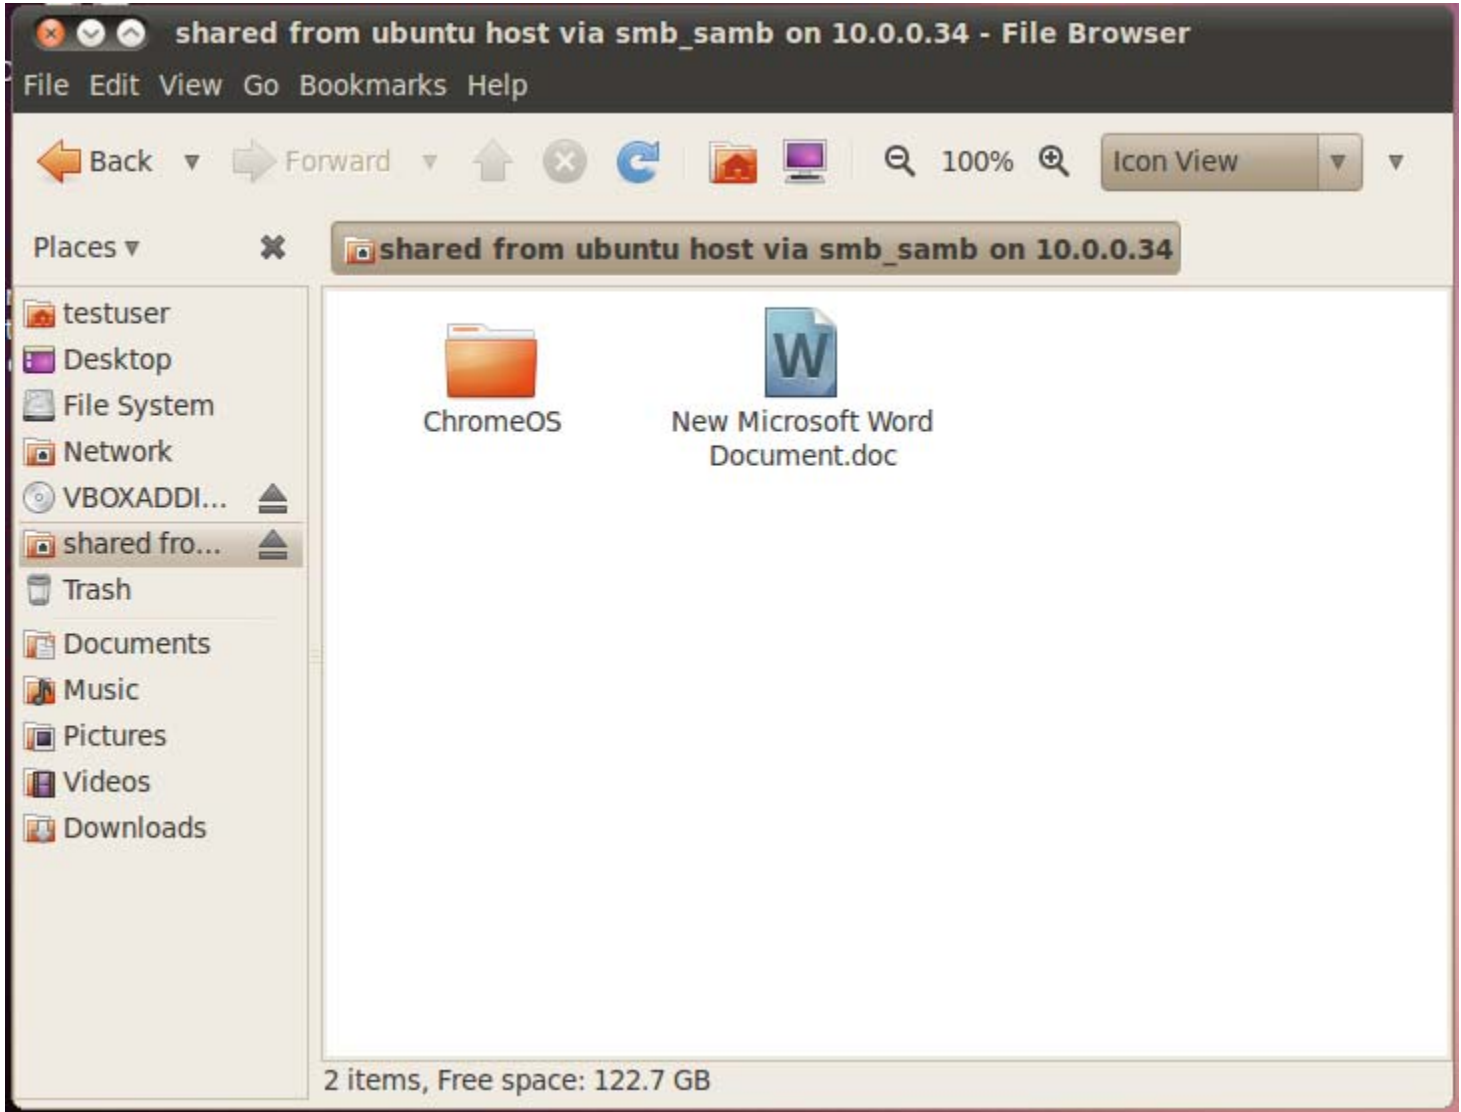 shared from ubuntu host via smb_samb on 10.0.0.34 - File Browser
File Edit View Go Bookmarks Help
Back Forward 100% Icon View
Places
shared from ubuntu host via smb_samb on 10.0.0.34
testuser
Desktop
File System
Network
VBOXADDI...
shared fro...
Trash
Documents
Music
Pictures
Videos
Downloads
ChromeOS
W
New Microsoft Word
Document.doc
2 items, Free space: 122.7 GB